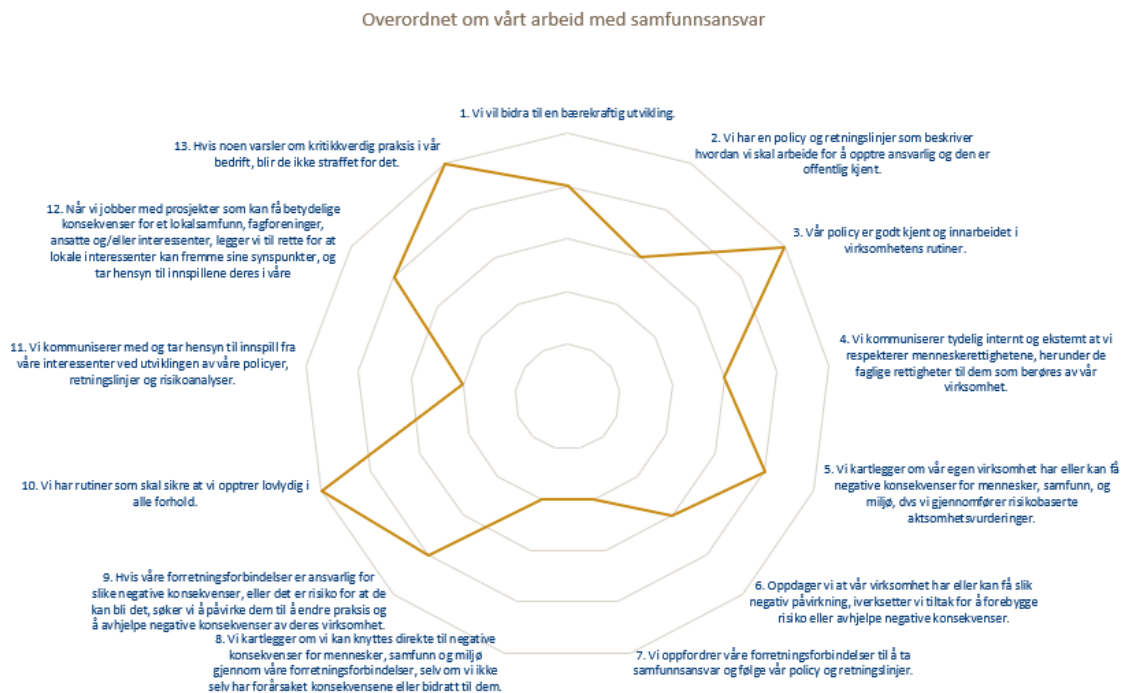 Overordnet om vårt arbeid med samfunnsansvar
1. Vi vil bidra til en bærekraftig utvikling.
2. Vi har en policy og retningslinjer som beskriver
hvordan vi skal arbeide for å opptre ansvarlig og den er
offentlig kjent.
3. Vår policy er godt kjent og innarbeidet i
virksomhetens rutiner.
4. Vi kommuniserer tydelig internt og eksternt at vi
respekterer menneskerettighetene, herunder de
faglige rettigheter til dem som berøres av vår
virksomhet.
5. Vi kartlegger om vår egen virksomhet har eller kan få
negative konsekvenser for mennesker, samfunn, og
miljø, dvs vi gjennomfører risikobaserte
aktsomhetsvurderinger.
6. Oppdager vi at vår virksomhet har eller kan få slik
negativ påvirkning, iverksetter vi tiltak for å forebygge
risiko eller avhjelpe negative konsekvenser.
7. Vi oppfordrer våre forretningsforbindelser til å ta
samfunnsansvar og følge vår policy og retningslinjer.
8. Vi kartlegger om vi kan knyttes direkte til negative
konsekvenser for mennesker, samfunn og miljø
gjennom våre forretningsforbindelser, selv om vi ikke
selv har forårsaket konsekvensene eller bidratt til dem.
9. Hvis våre forretningsforbindelser er ansvarlig for
slike negative konsekvenser, eller det er risiko for at de
kan bli det, søker vi å påvirke dem til å endre praksis og
å avhjelpe negative konsekvenser av deres virksomhet.
10. Vi har rutiner som skal sikre at vi opptrer lovlydig i
alle forhold.
11. Vi kommuniserer med og tar hensyn til innspill fra
våre interessenter ved utviklingen av våre policyer,
retningslinjer og risikoanalyser.
12. Når vi jobber med prosjekter som kan få betydelige
konsekvenser for et lokalsamfunn, fagforeninger,
ansatte og/eller interessenter, legger vi til rette for at
lokale interessenter kan fremme sine synspunkter, og
tar hensyn til innspillene deres i våre
13. Hvis noen varsler om kritikkverdig praksis i vår
bedrift, blir de ikke straffet for det.